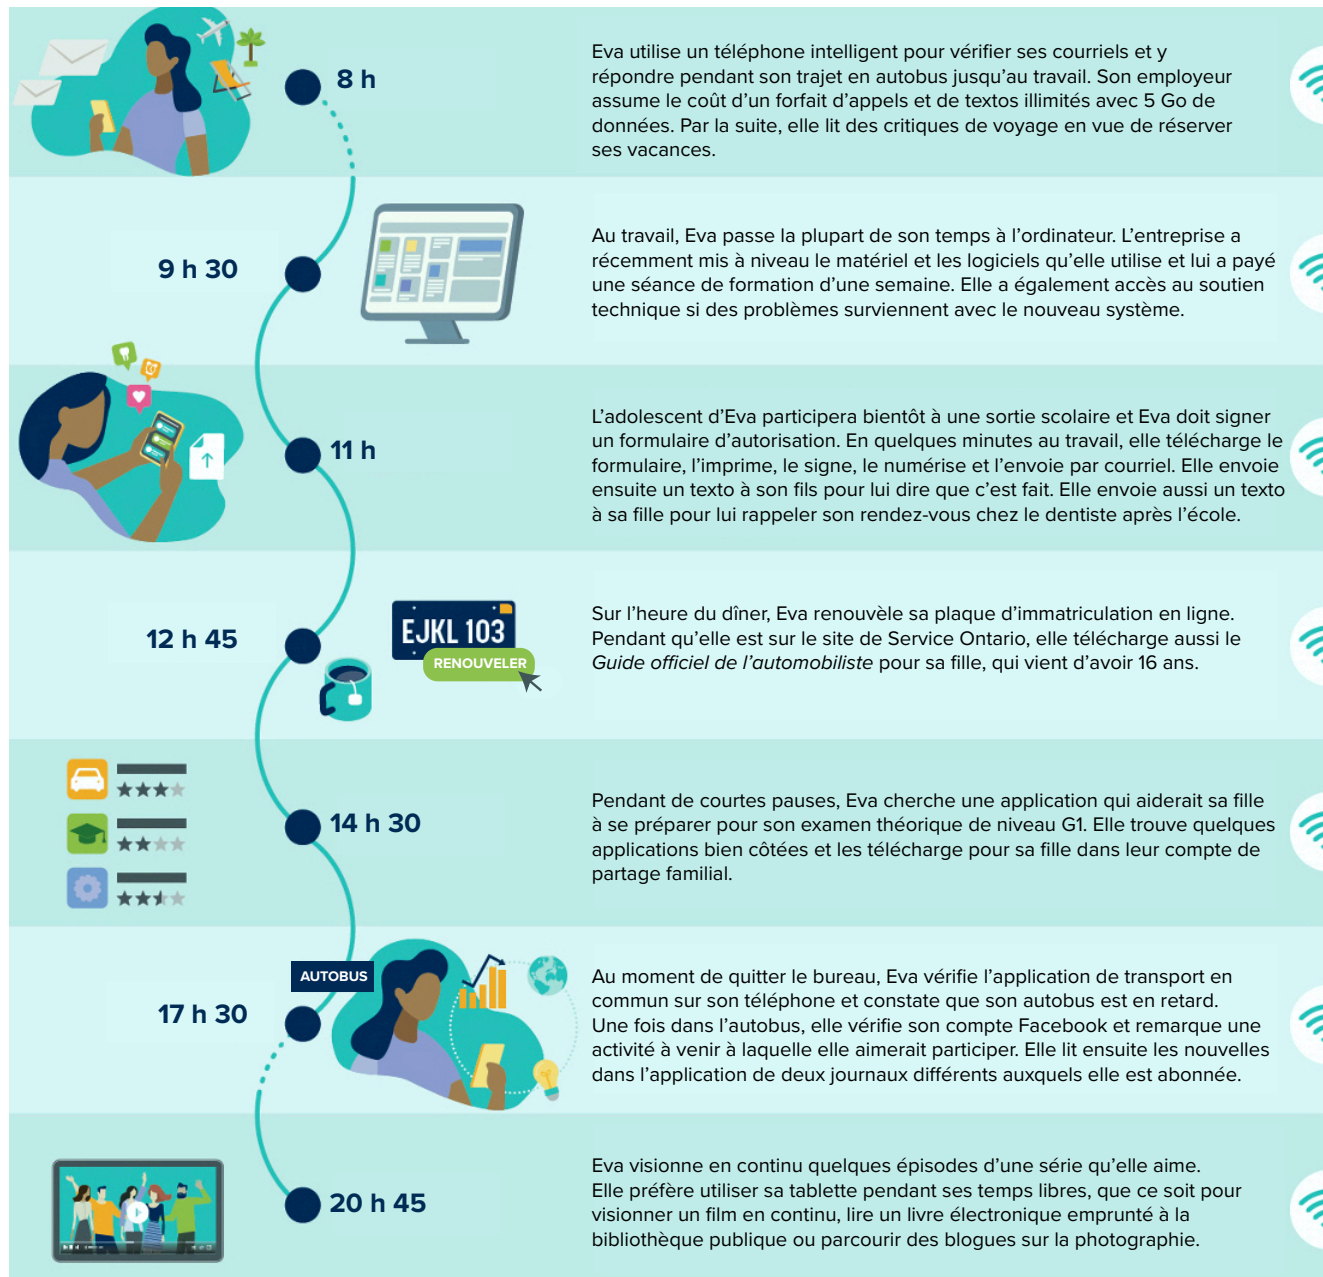 8 h
Eva utilise un téléphone intelligent pour vérifier ses courriels et y
répondre pendant son trajet en autobus jusqu’au travail. Son employeur
assume le coût d’un forfait d’appels et de textos illimités avec 5 Go de
données. Par la suite, elle lit des critiques de voyage en vue de réserver
ses vacances.
9 h 30
Au travail, Eva passe la plupart de son temps à l’ordinateur. L’entreprise a
récemment mis à niveau le matériel et les logiciels qu’elle utilise et lui a payé
une séance de formation d’une semaine. Elle a également accès au soutien
technique si des problèmes surviennent avec le nouveau système.
11 h
L’adolescent d’Eva participera bientôt à une sortie scolaire et Eva doit signer
un formulaire d’autorisation. En quelques minutes au travail, elle télécharge le
formulaire, l’imprime, le signe, le numérise et l’envoie par courriel. Elle envoie
ensuite un texto à son fils pour lui dire que c’est fait. Elle envoie aussi un texto
à sa fille pour lui rappeler son rendez-vous chez le dentiste après l’école.
12 h 45
EJKL 103
RENOUVELER
Sur l’heure du dîner, Eva renouvèle sa plaque d’immatriculation en ligne.
Pendant qu’elle est sur le site de Service Ontario, elle télécharge aussi le
Guide officiel de l’automobiliste pour sa fille, qui vient d’avoir 16 ans.
14 h 30
Pendant de courtes pauses, Eva cherche une application qui aiderait sa fille
à se préparer pour son examen théorique de niveau G1. Elle trouve quelques
applications bien côtées et les télécharge pour sa fille dans leur compte de
partage familial.
AUTOBUS
17 h 30
Au moment de quitter le bureau, Eva vérifie l’application de transport en
commun sur son téléphone et constate que son autobus est en retard.
Une fois dans l’autobus, elle vérifie son compte Facebook et remarque une
activité à venir à laquelle elle aimerait participer. Elle lit ensuite les nouvelles
dans l’application de deux journaux différents auxquels elle est abonnée.
20 h 45
Eva visionne en continu quelques épisodes d’une série qu’elle aime.
Elle préfère utiliser sa tablette pendant ses temps libres, que ce soit pour
visionner un film en continu, lire un livre électronique emprunté à la
bibliothèque publique ou parcourir des blogues sur la photographie.